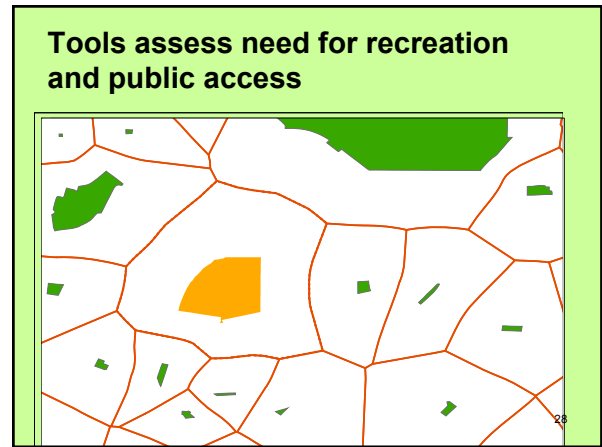 Tools assess need for recreation
and public access
28